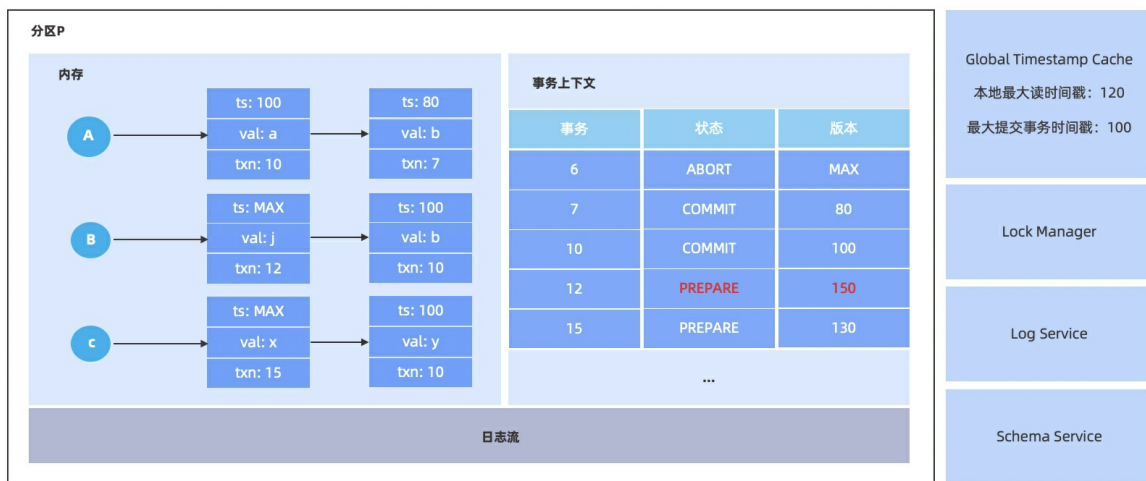 分区P
内存
A
ts: 100
val: a
txn: 10
ts: 80
val: b
txn: 7
B
ts: MAX
val: j
txn: 12
ts: 100
val: b
txn: 10
c
ts: MAX
val: x
txn: 15
ts: 100
val: y
txn: 10
事务上下文
事务 状态 版本
6 ABORT MAX
7 COMMIT 80
10 COMMIT 100
12 PREPARE 150
15 PREPARE 130
...
日志流
Global Timestamp Cache
本地最大读时间戳：120
最大提交事务时间戳：100
Lock Manager
Log Service
Schema Service